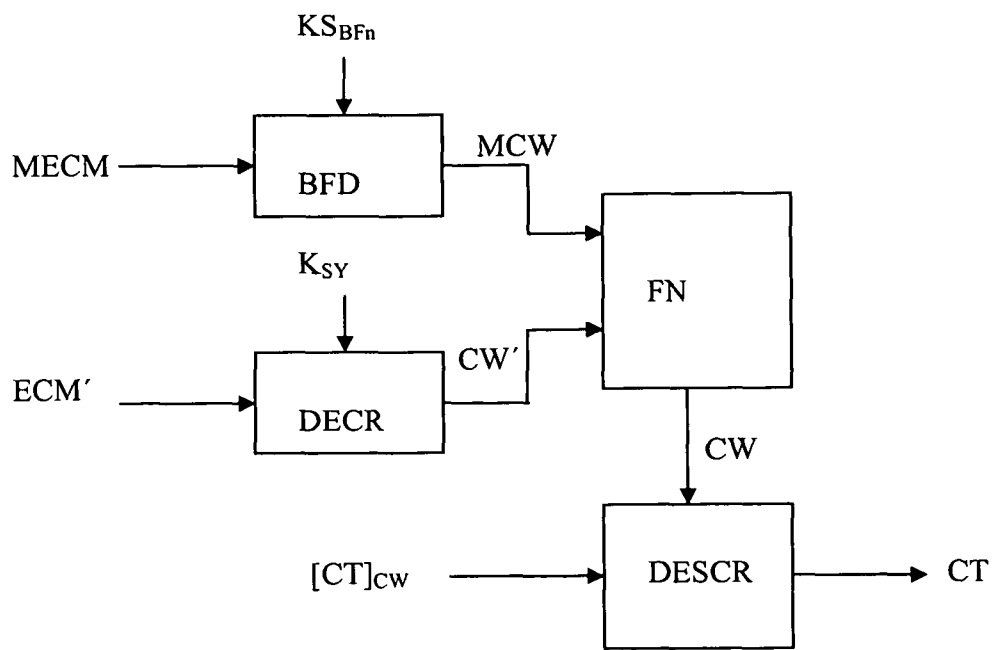 KS_BFn
MECM
BFD
MCW
K_SY
FN
ECM′
DECR
CW′
CW
[CT]_CW
DESCR
CT